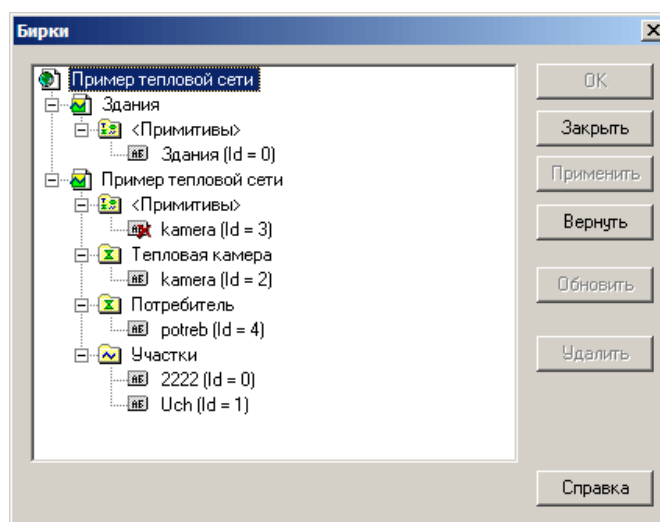 Бирки
Пример тепловой сети
Здания
<Примитивы>
Здания (Id = 0)
Пример тепловой сети
<Примитивы>
kamera (Id = 3)
Тепловая камера
kamera (Id = 2)
Потребитель
potreb (Id = 4)
Участки
2222 (Id = 0)
Uch (Id = 1)
OK
Закрыть
Применить
Вернуть
Обновить
Удалить
Справка